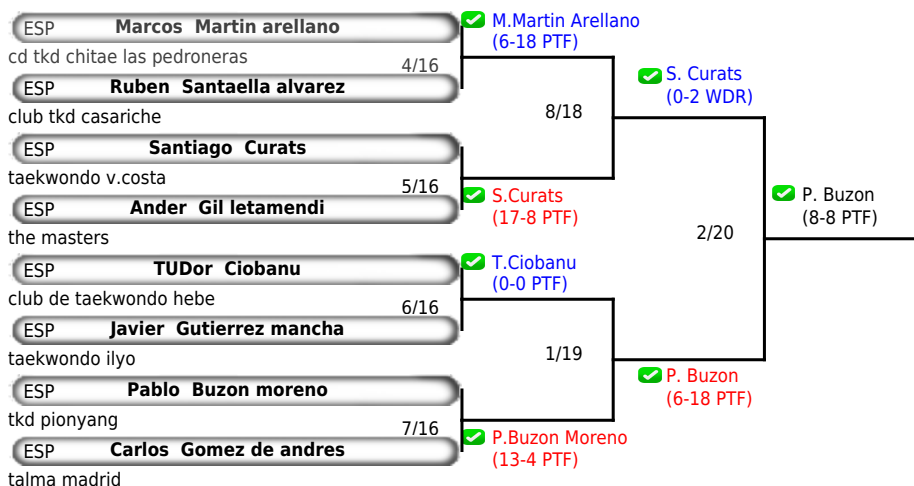 ESP Marcos Martin arellano
cd tkd chitae las pedroneras
4/16
ESP Ruben Santaella alvarez
club tkd casariche
ESP Santiago Curats
taekwondo v.costa
5/16
ESP Ander Gil letamendi
the masters
ESP TUDor Ciobanu
club de taekwondo hebe
6/16
ESP Javier Gutierrez mancha
taekwondo ilyo
ESP Pablo Buzon moreno
tkd pionyang
7/16
ESP Carlos Gomez de andres
talma madrid
M.Martin Arellano
(6-18 PTF)
8/18
S.Curats
(17-8 PTF)
T.Ciobanu
(0-0 PTF)
1/19
P.Buzon Moreno
(13-4 PTF)
S. Curats
(0-2 WDR)
2/20
P. Buzon
(6-18 PTF)
P. Buzon
(8-8 PTF)